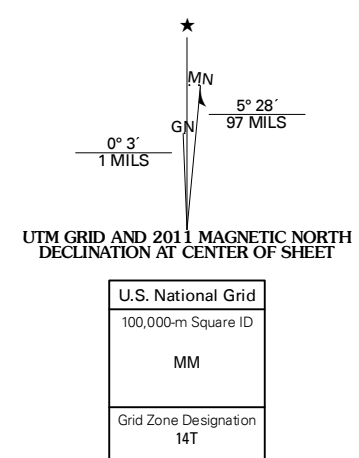 ★
MN
5° 28´
97 MILS
GN
0° 3´
1 MILS
UTM GRID AND 2011 MAGNETIC NORTH
DECLINATION AT CENTER OF SHEET
U.S. National Grid
100,000-m Square ID
MM
Grid Zone Designation
14T